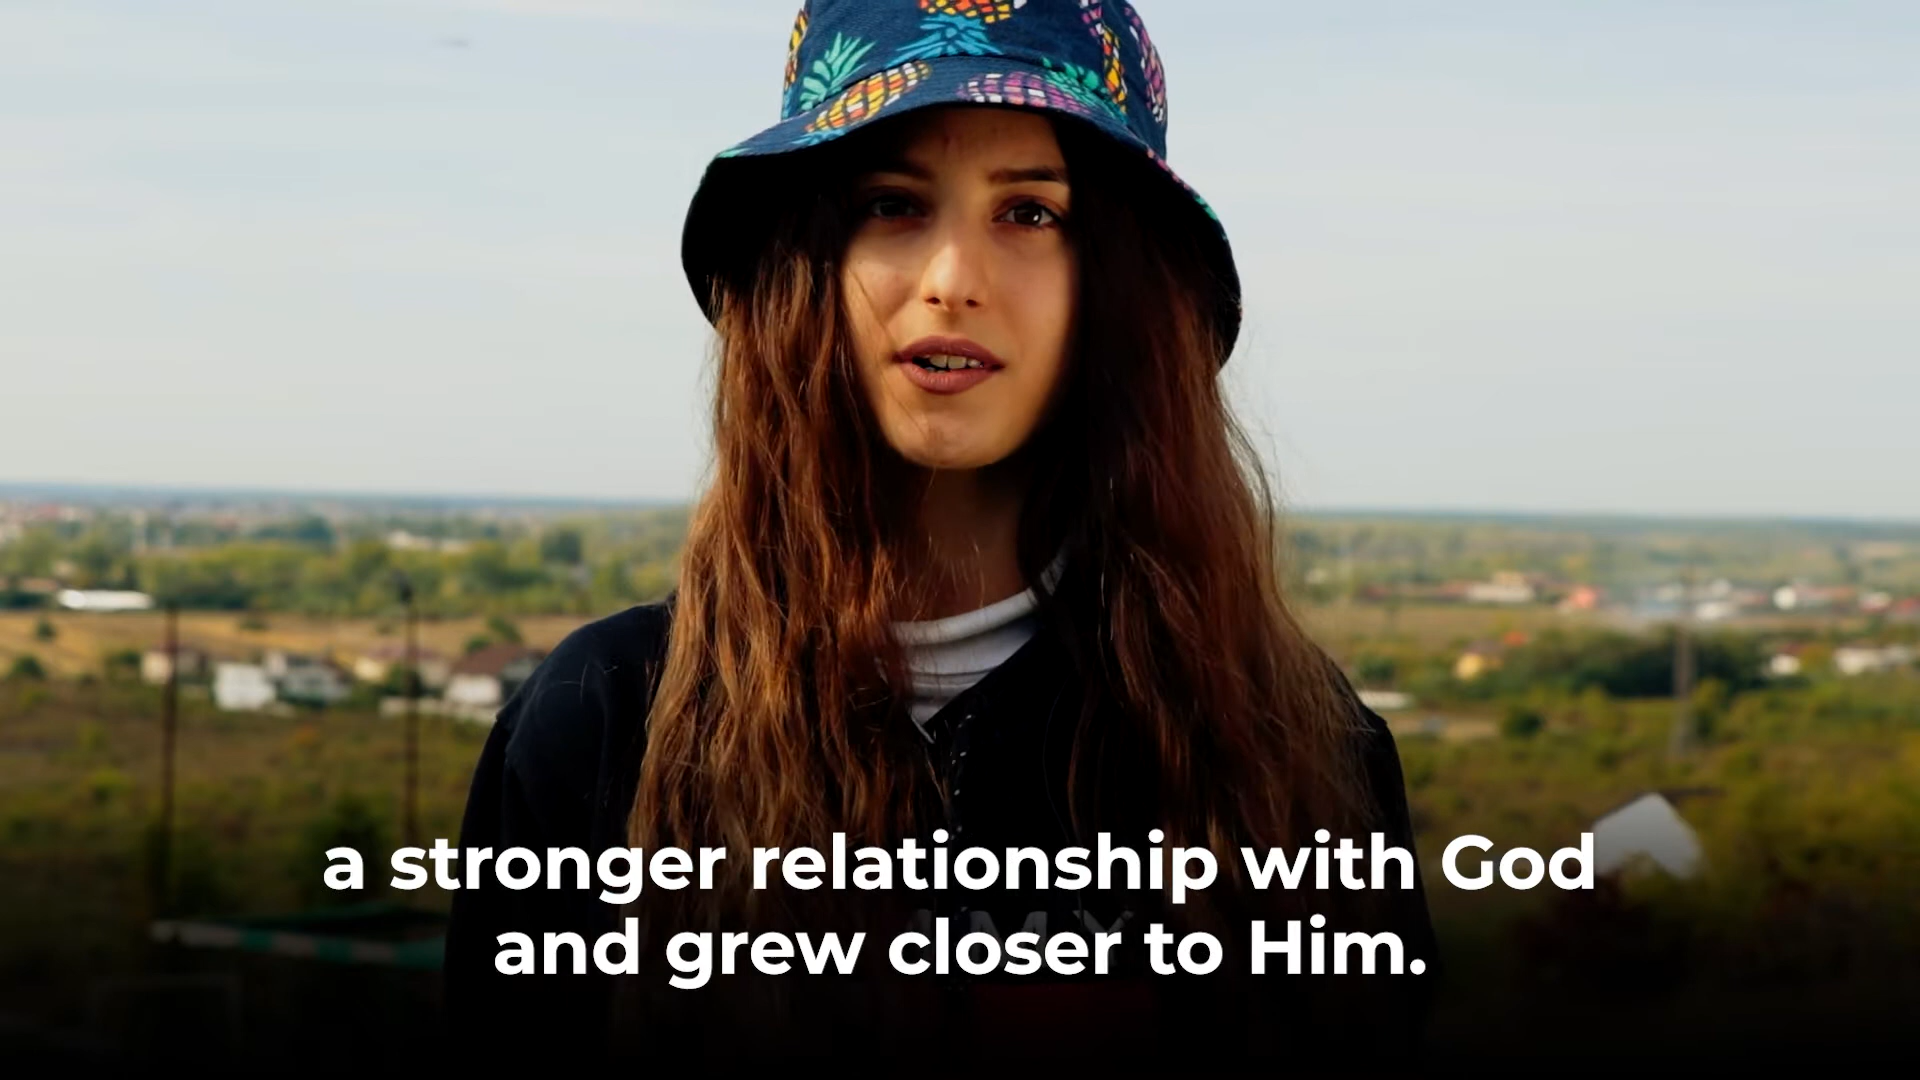 a stronger relationship with God
and grew closer to Him.